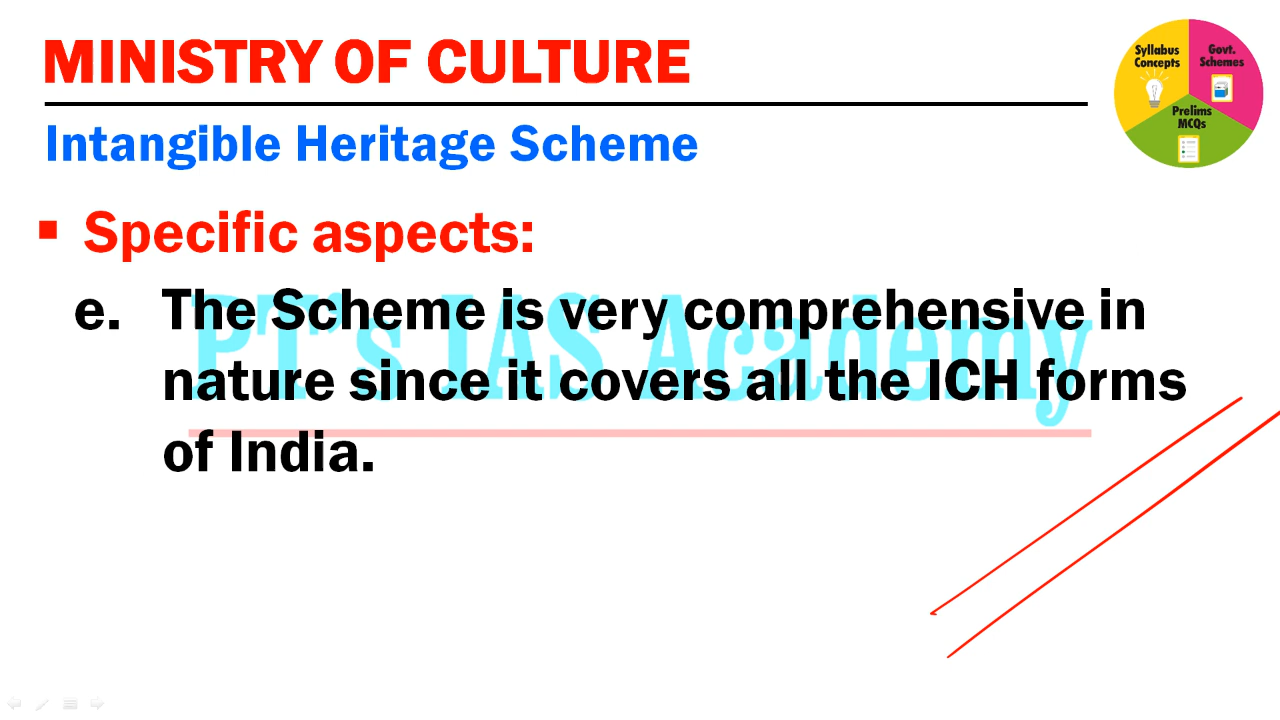 MINISTRY OF CULTURE
Syllabus
Concepts
Govt.
Schemes
Prelims
MCQs
Intangible Heritage Scheme
Specific aspects:
e. The Scheme is very comprehensive in
nature since it covers all the ICH forms
of India.
PT's IAS Academy